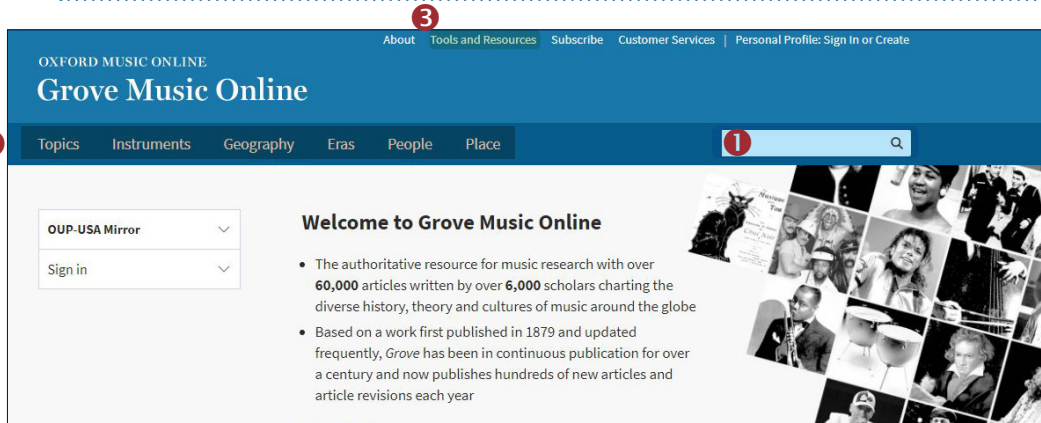 3
About Tools and Resources Subscribe Customer Services | Personal Profile: Sign In or Create
OXFORD MUSIC ONLINE
Grove Music Online
Topics Instruments Geography Eras People Place
1
OUP-USA Mirror
Sign in
Welcome to Grove Music Online
• The authoritative resource for music research with over
60,000 articles written by over 6,000 scholars charting the
diverse history, theory and cultures of music around the globe
• Based on a work first published in 1879 and updated
frequently, Grove has been in continuous publication for over
a century and now publishes hundreds of new articles and
article revisions each year